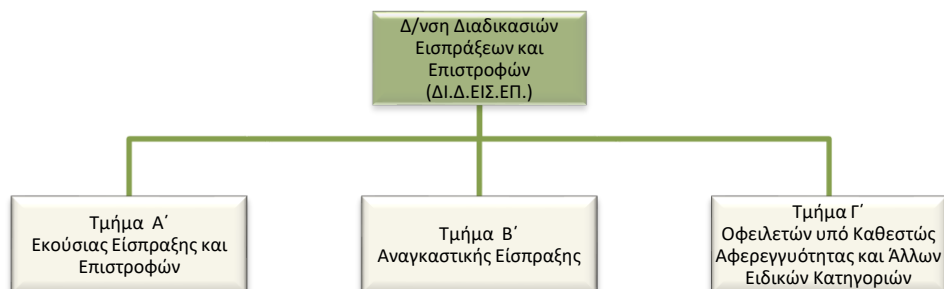 Δ/νση Διαδικασιών
Εισπράξεων και
Επιστροφών
(ΔΙ.Δ.ΕΙΣ.ΕΠ.)
Τμήμα Α΄
Εκούσιας Είσπραξης και
Επιστροφών
Τμήμα Β΄
Αναγκαστικής Είσπραξης
Τμήμα Γ΄
Οφειλετών υπό Καθεστώς
Αφερεγγυότητας και Άλλων
Ειδικών Κατηγοριών